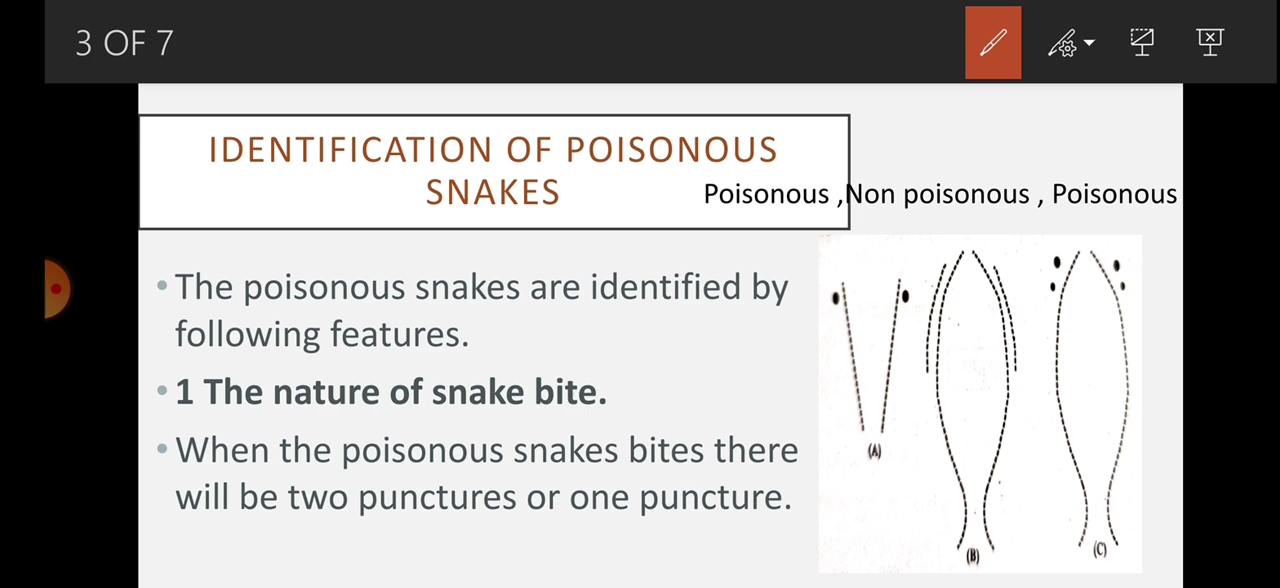 3 OF 7
IDENTIFICATION OF POISONOUS
SNAKES
Poisonous ,Non poisonous , Poisonous
• The poisonous snakes are identified by
following features.
• 1 The nature of snake bite.
• When the poisonous snakes bites there
will be two punctures or one puncture.
(A)
(B)
(C)